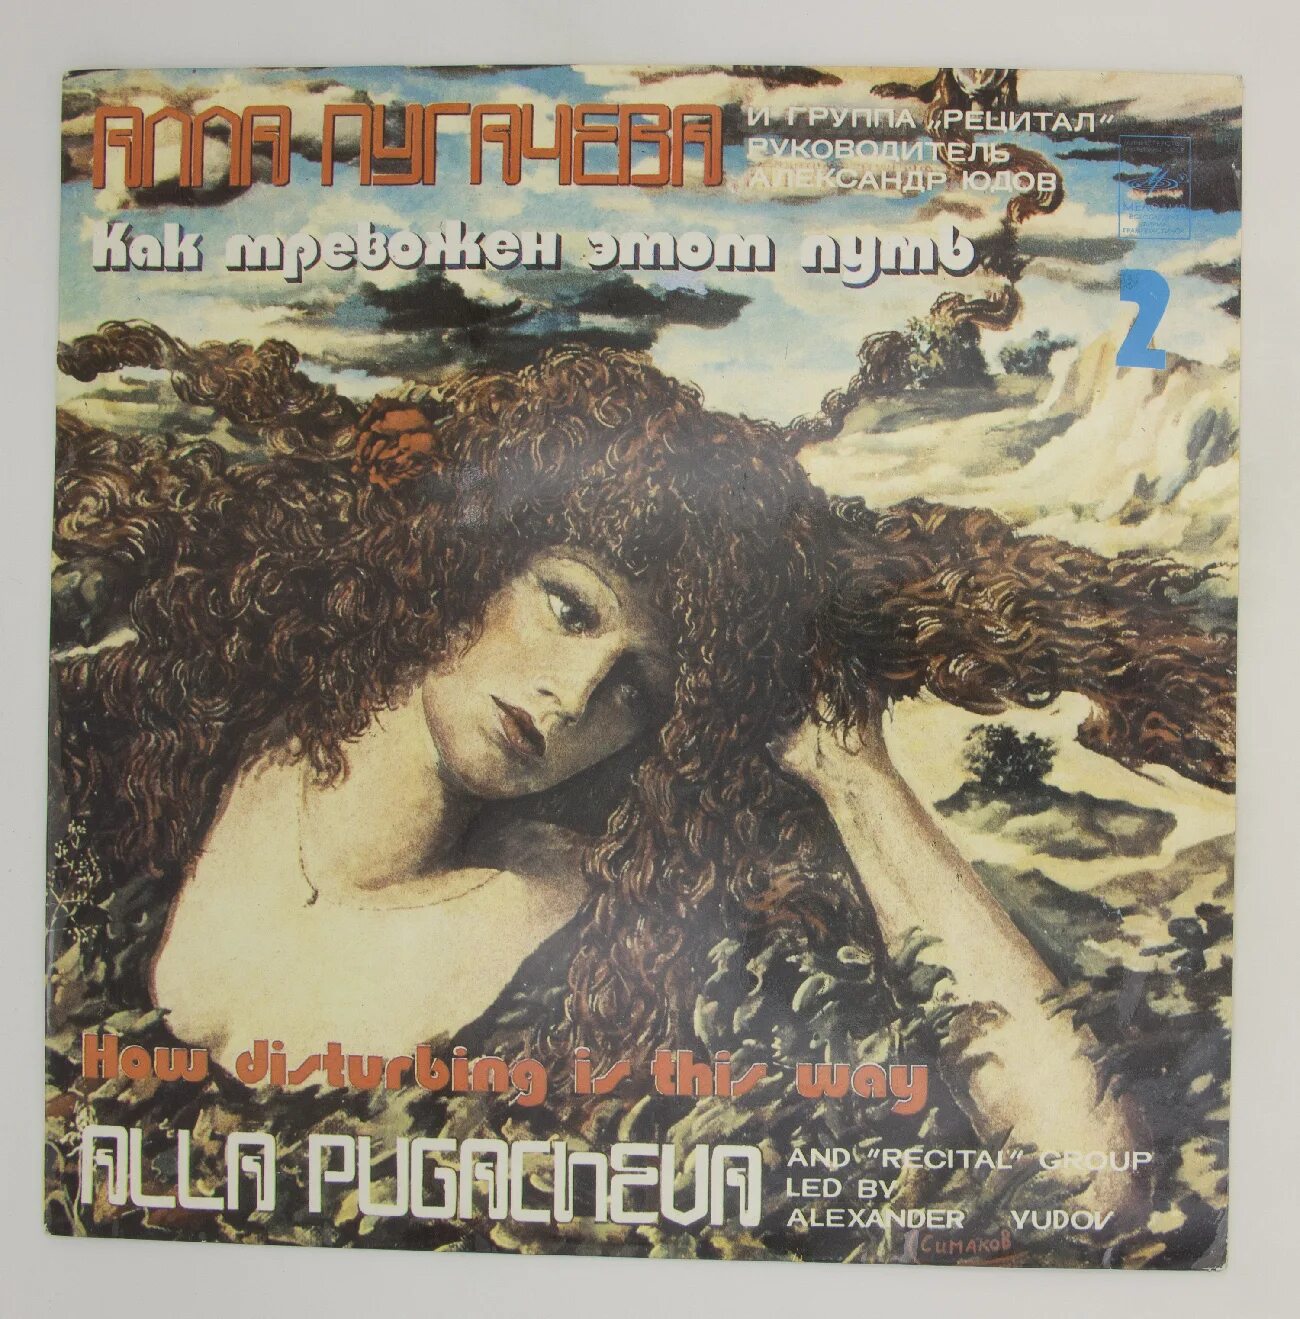 АЛЛА ПУГАЧЕВА
И ГРУППА „РЕЦИТАЛ"
РУКОВОДИТЕЛЬ
АЛЕКСАНДР ЮДОВ
Как тревожен этот путь
2
How disturbing is this way
ALLA PUGACHEVA
AND "RECITAL" GROUP
LED BY
ALEXANDER YUDOV
Симаков